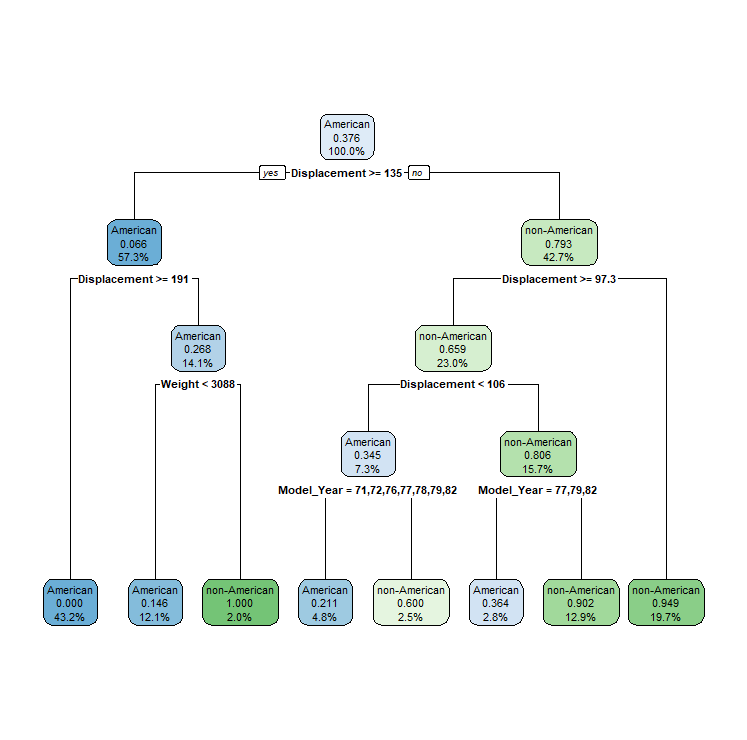 American
0.376
100.0%
yes Displacement >= 135 no
American
0.066
57.3%
non-American
0.793
42.7%
Displacement >= 191
Displacement >= 97.3
American
0.268
14.1%
non-American
0.659
23.0%
Weight < 3088
Displacement < 106
American
0.345
7.3%
non-American
0.806
15.7%
Model_Year = 71,72,76,77,78,79,82
Model_Year = 77,79,82
American
0.000
43.2%
American
0.146
12.1%
non-American
1.000
2.0%
American
0.211
4.8%
non-American
0.600
2.5%
American
0.364
2.8%
non-American
0.902
12.9%
non-American
0.949
19.7%